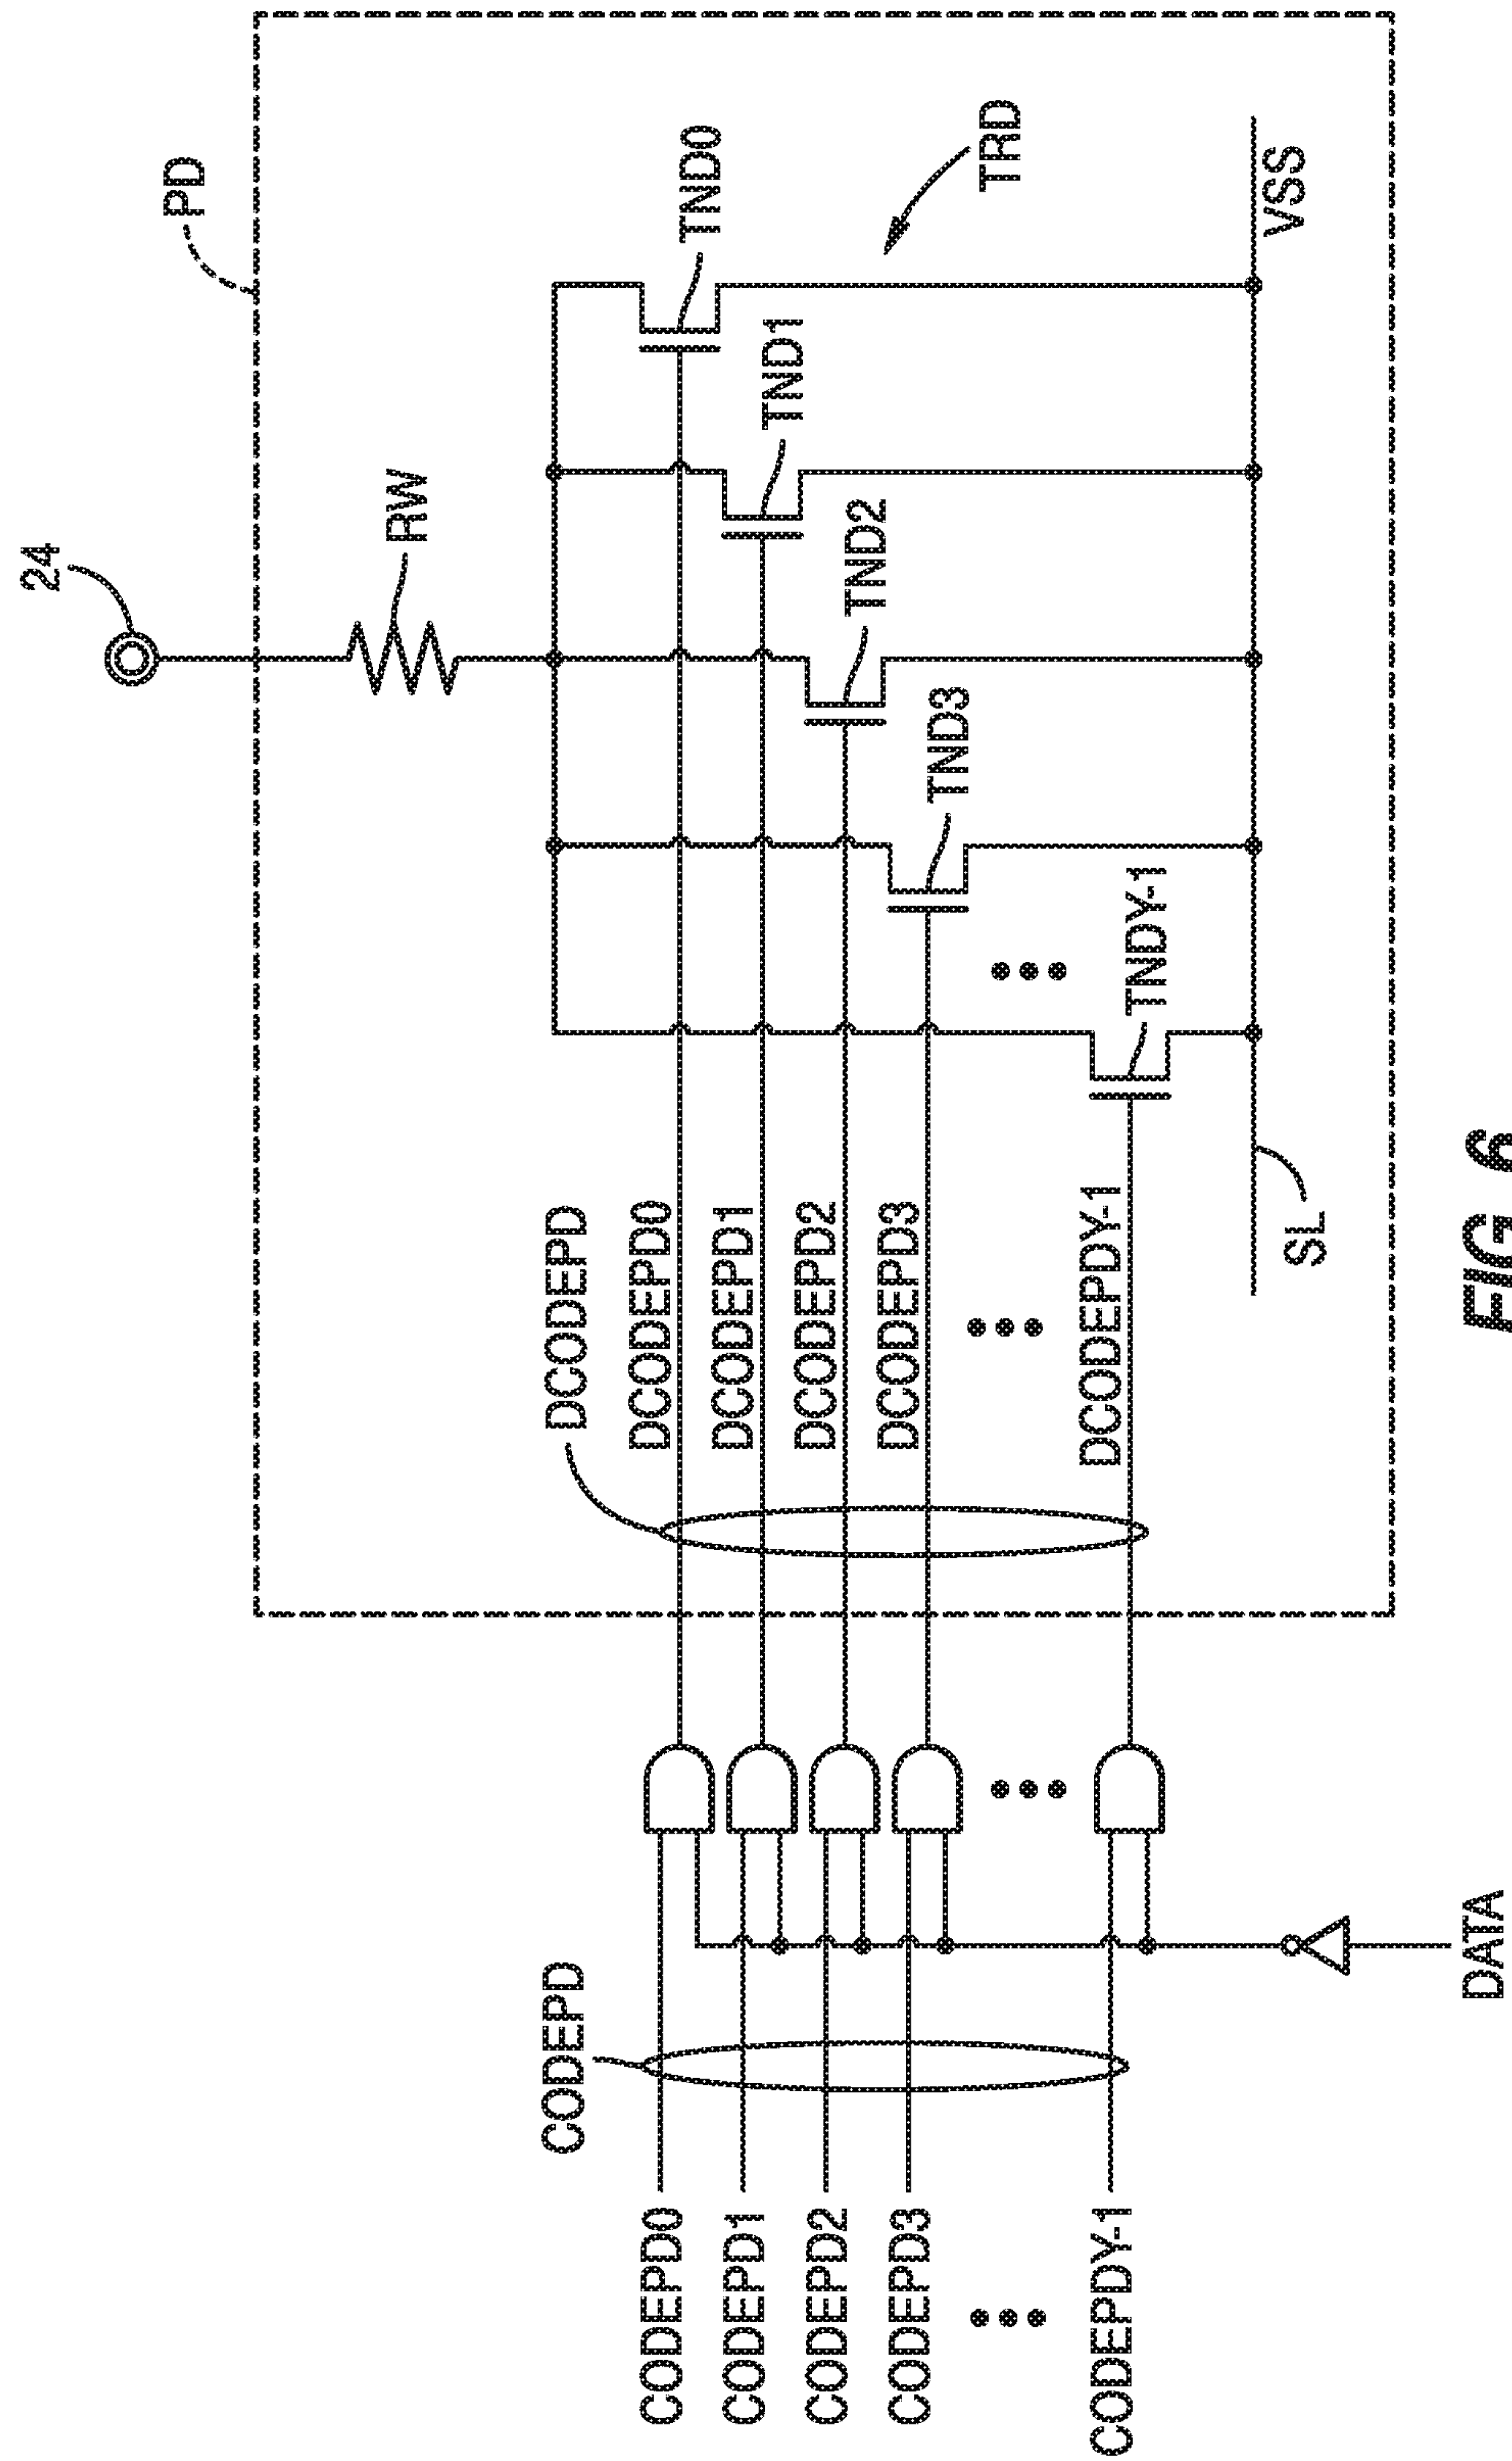 24
PD
RW
CODEPD
DCODEPD
CODEPD0
DCODEPD0
TND0
CODEPD1
DCODEPD1
TND1
CODEPD2
DCODEPD2
TND2
CODEPD3
DCODEPD3
TND3
TRD
CODEPDY-1
DCODEPDY-1
TNDY-1
SL
VSS
DATA
FIG. 6